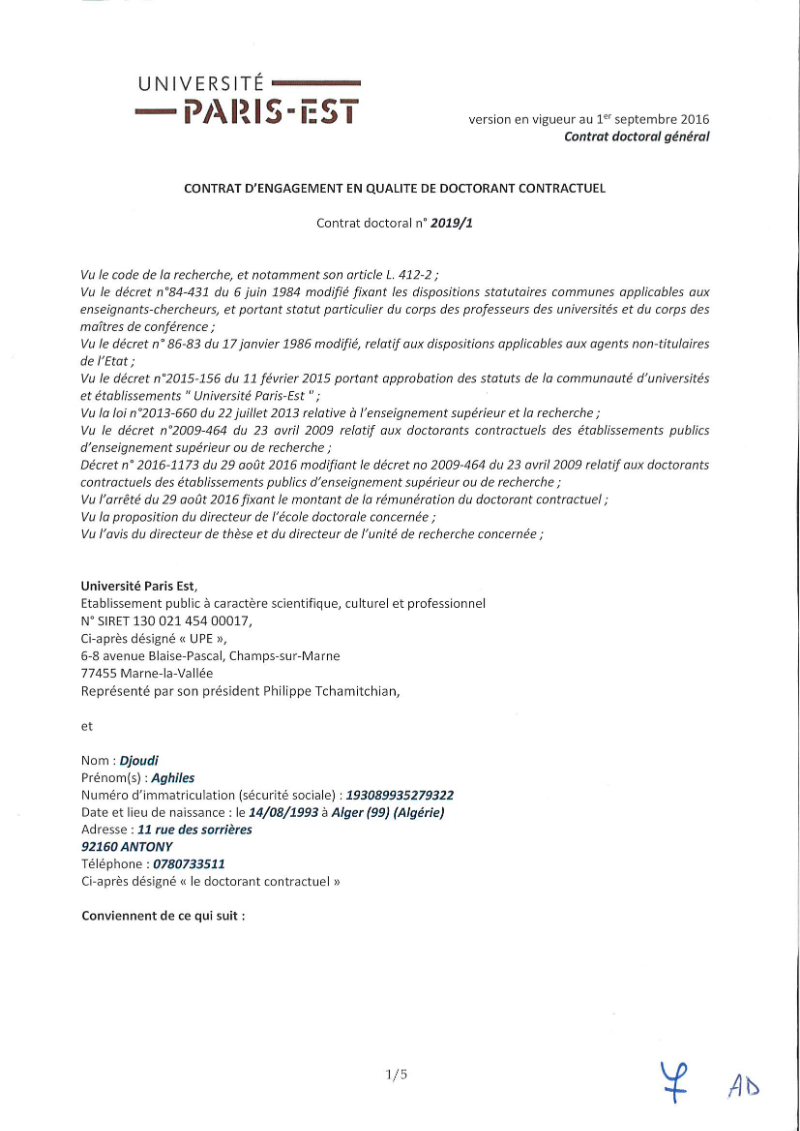 UNIVERSITÉ
PARIS-EST
version en vigueur au 1er septembre 2016
Contrat doctoral général
CONTRAT D'ENGAGEMENT EN QUALITE DE DOCTORANT CONTRACTUEL
Contrat doctoral n° 2019/1
Vu le code de la recherche, et notamment son article L. 412-2 ;
Vu le décret n°84-431 du 6 juin 1984 modifié fixant les dispositions statutaires communes applicables aux
enseignants-chercheurs, et portant statut particulier du corps des professeurs des universités et du corps des
maîtres de conférence ;
Vu le décret n° 86-83 du 17 janvier 1986 modifié, relatif aux dispositions applicables aux agents non-titulaires
de l'Etat ;
Vu le décret n°2015-156 du 11 février 2015 portant approbation des statuts de la communauté d'universités
et établissements " Université Paris-Est " ;
Vu la loi n°2013-660 du 22 juillet 2013 relative à l'enseignement supérieur et la recherche ;
Vu le décret n°2009-464 du 23 avril 2009 relatif aux doctorants contractuels des établissements publics
d'enseignement supérieur ou de recherche ;
Décret n° 2016-1173 du 29 août 2016 modifiant le décret no 2009-464 du 23 avril 2009 relatif aux doctorants
contractuels des établissements publics d'enseignement supérieur ou de recherche ;
Vu l'arrêté du 29 août 2016 fixant le montant de la rémunération du doctorant contractuel ;
Vu la proposition du directeur de l'école doctorale concernée ;
Vu l'avis du directeur de thèse et du directeur de l'unité de recherche concernée ;
Université Paris Est,
Etablissement public à caractère scientifique, culturel et professionnel
N° SIRET 130 021 454 00017,
Ci-après désigné « UPE »,
6-8 avenue Blaise-Pascal, Champs-sur-Marne
77455 Marne-la-Vallée
Représenté par son président Philippe Tchamitchian,
et
Nom : Djoudi
Prénom(s) : Aghiles
Numéro d'immatriculation (sécurité sociale) : 193089935279322
Date et lieu de naissance : le 14/08/1993 à Alger (99) (Algérie)
Adresse : 11 rue des sorrières
92160 ANTONY
Téléphone : 0780733511
Ci-après désigné « le doctorant contractuel »
Conviennent de ce qui suit :
1/5
AD